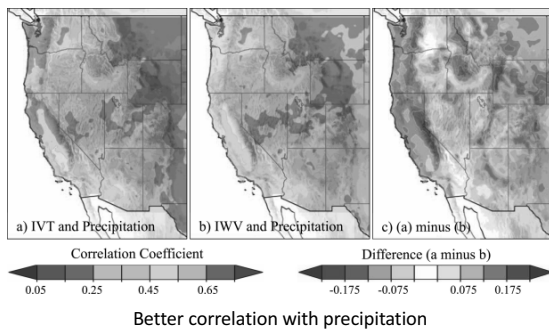 a) IVT and Precipitation
b) IWV and Precipitation
c) (a) minus (b)
Correlation Coefficient
0.05 0.25 0.45 0.65
Difference (a minus b)
-0.175 -0.075 0.075 0.175
Better correlation with precipitation